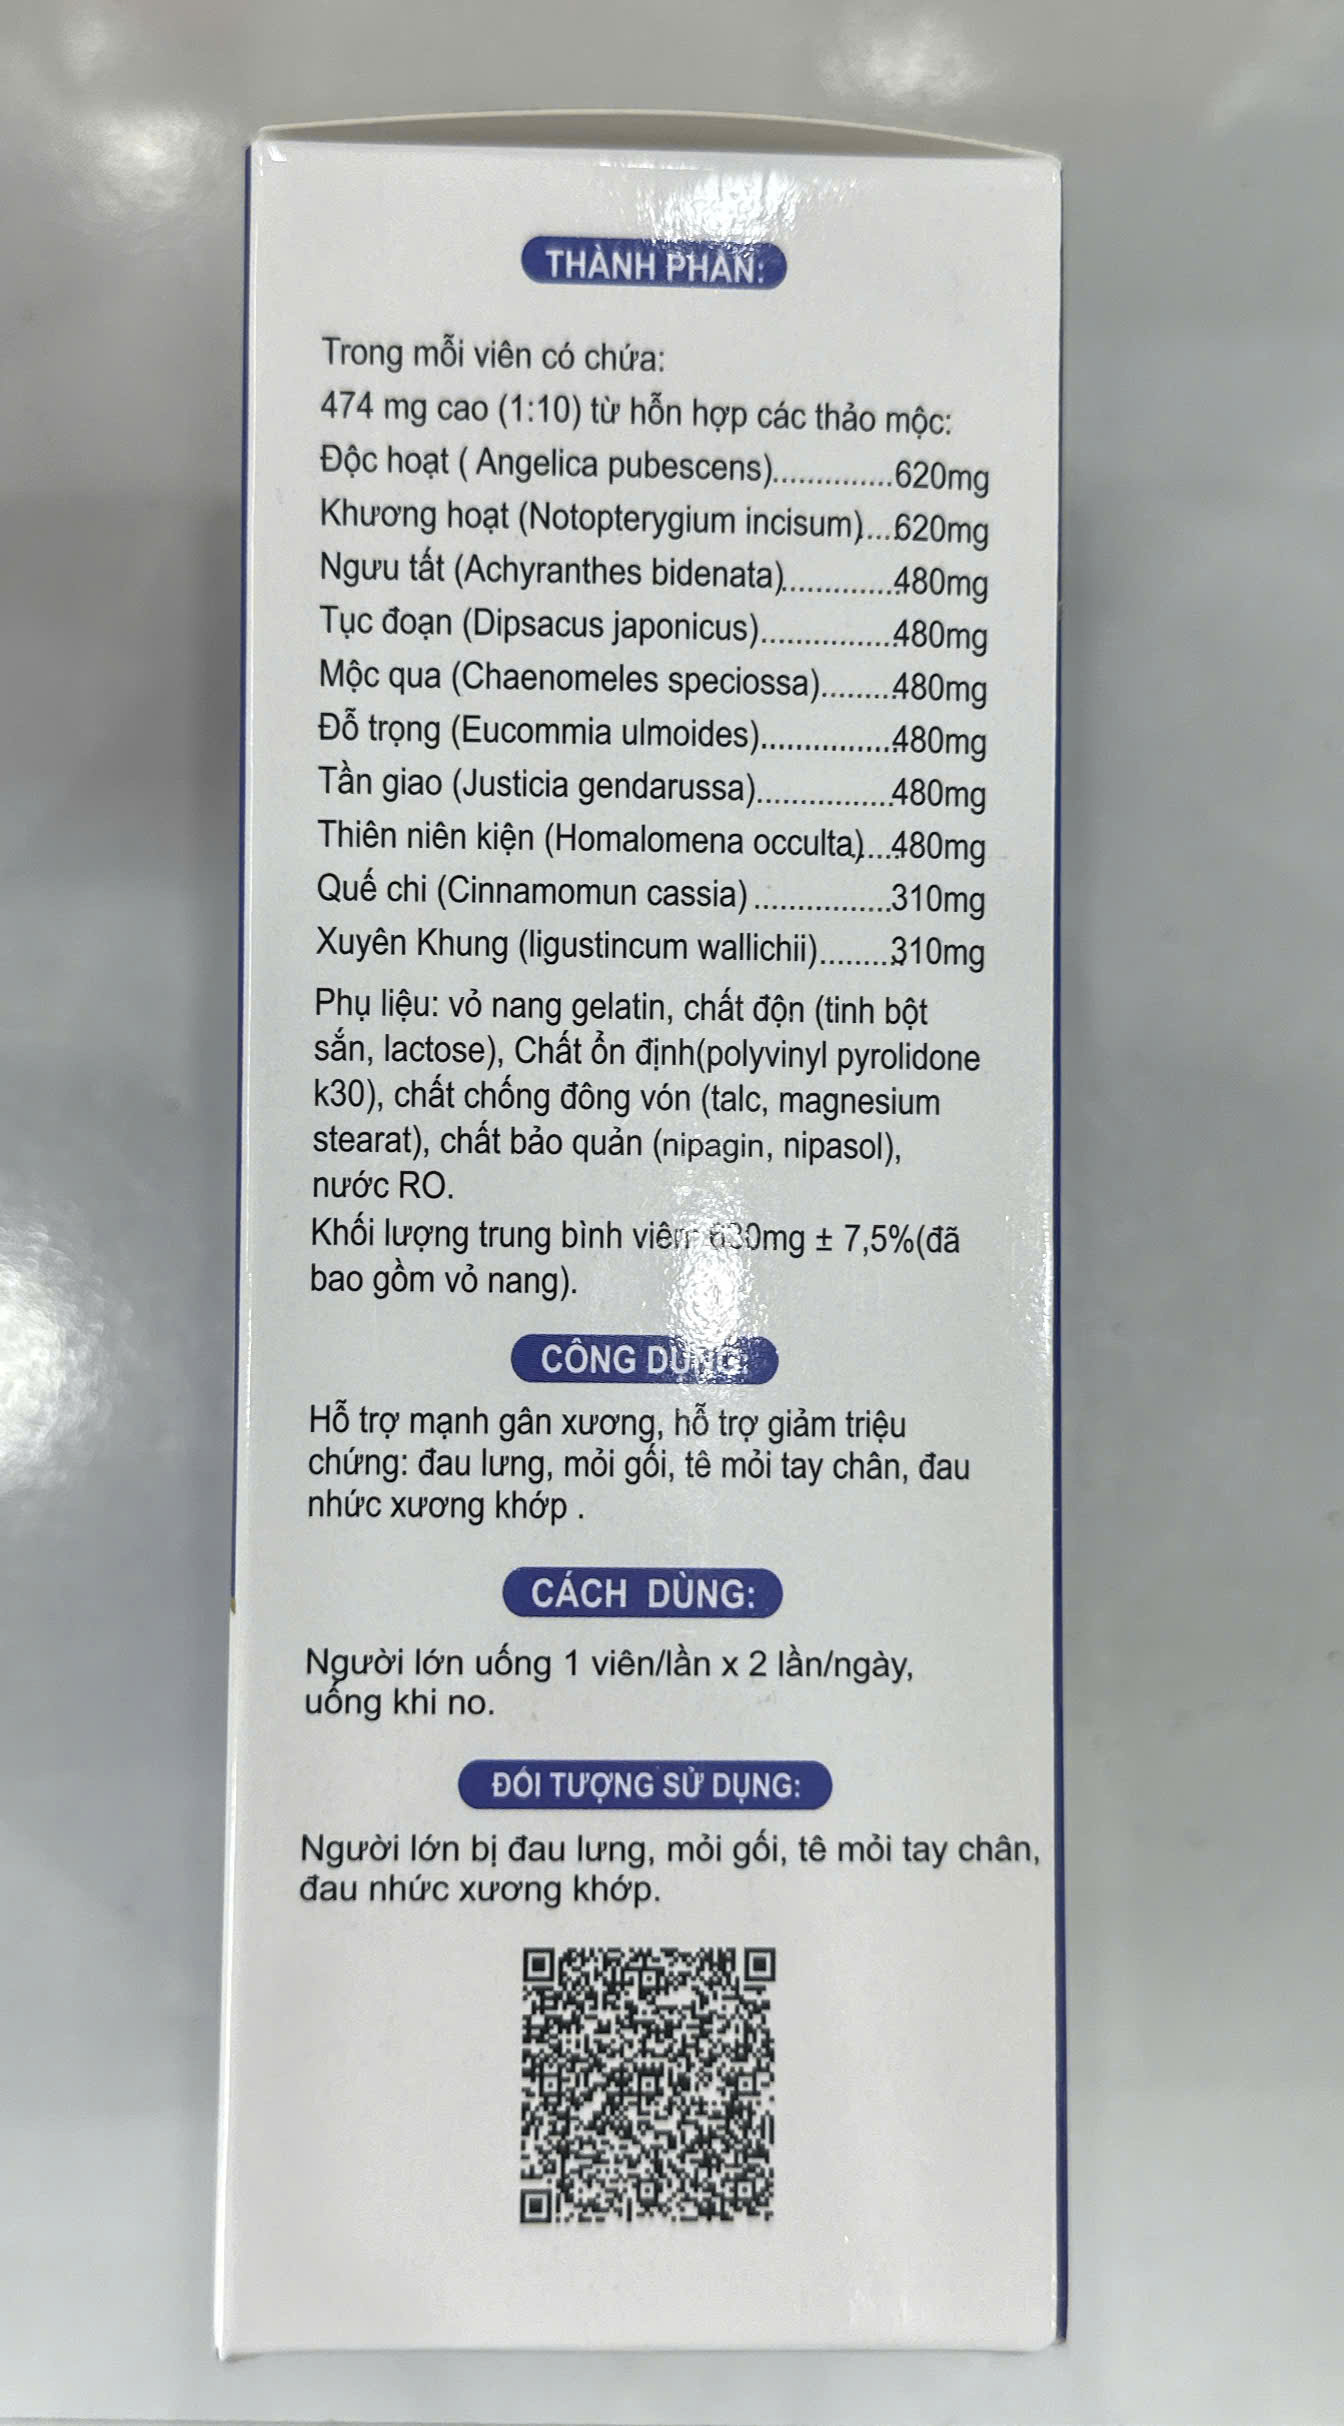 THÀNH PHẦN:
Trong mỗi viên có chứa:
474 mg cao (1:10) từ hỗn hợp các thảo mộc:
Độc hoạt ( Angelica pubescens)..............620mg
Khương hoạt (Notopterygium incisum)...620mg
Ngưu tất (Achyranthes bidenata).............480mg
Tục đoạn (Dipsacus japonicus)...............480mg
Mộc qua (Chaenomeles speciossa)........480mg
Đỗ trọng (Eucommia ulmoides)...............480mg
Tần giao (Justicia gendarussa)................480mg
Thiên niên kiện (Homalomena occulta)...480mg
Quế chi (Cinnamomun cassia) ................310mg
Xuyên Khung (ligustincum wallichii)........310mg
Phụ liệu: vỏ nang gelatin, chất độn (tinh bột
sắn, lactose), Chất ổn định(polyvinyl pyrolidone
k30), chất chống đông vón (talc, magnesium
stearat), chất bảo quản (nipagin, nipasol),
nước RO.
Khối lượng trung bình viên 630mg ± 7,5%(đã
bao gồm vỏ nang).
CÔNG DỤNG:
Hỗ trợ mạnh gân xương, hỗ trợ giảm triệu
chứng: đau lưng, mỏi gối, tê mỏi tay chân, đau
nhức xương khớp .
CÁCH DÙNG:
Người lớn uống 1 viên/lần x 2 lần/ngày,
uống khi no.
ĐỐI TƯỢNG SỬ DỤNG:
Người lớn bị đau lưng, mỏi gối, tê mỏi tay chân,
đau nhức xương khớp.